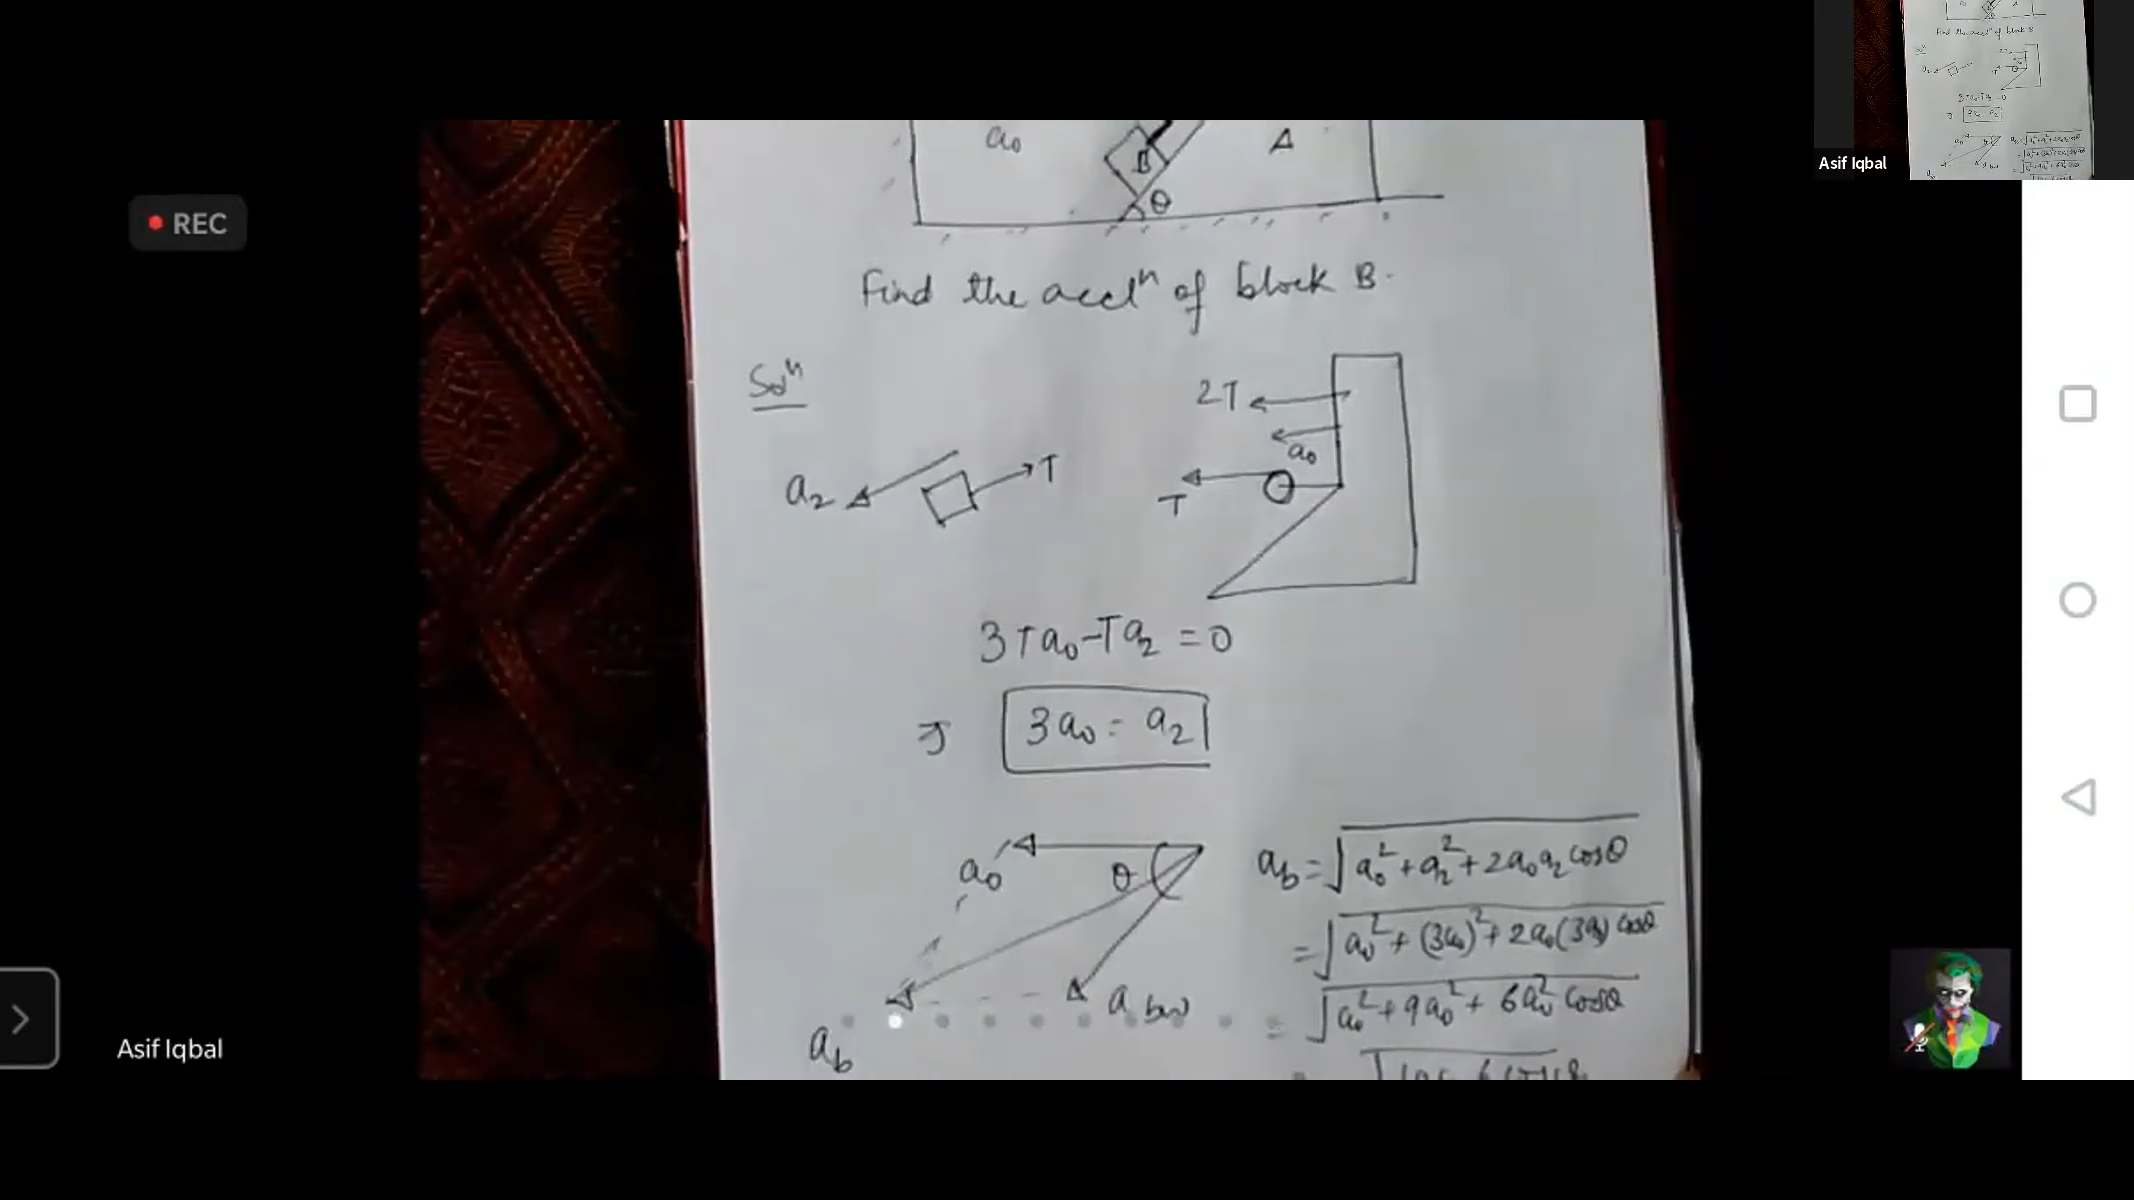 Asif Iqbal
REC
a₀ B A
θ
Find the accⁿ of block B.
Solⁿ
2T
a₀
a₂ T
T
3Ta₀-Ta₂ = 0
⇒ 3a₀ = a₂
a₀ θ
a bw
a_b
a_b = √a₀² + a₂² + 2a₀a₂ cosθ
= √a₀² + (3a₀)² + 2a₀(3a₀) cosθ
= √a₀² + 9a₀² + 6a₀² cosθ
Asif Iqbal